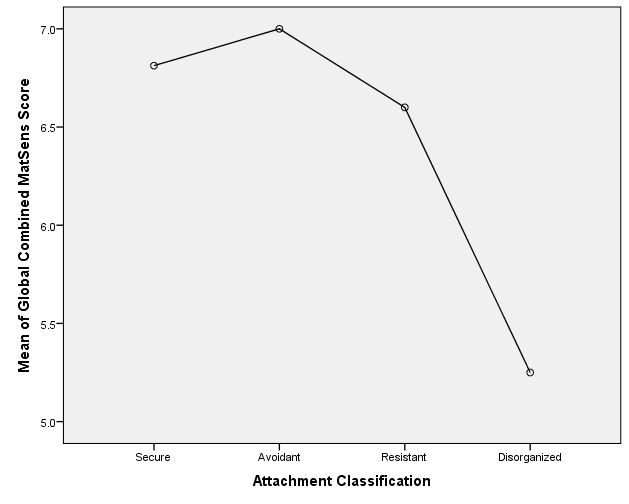 Mean of Global Combined MatSens Score
7.0
6.5
6.0
5.5
5.0
Secure
Avoidant
Resistant
Disorganized
Attachment Classification